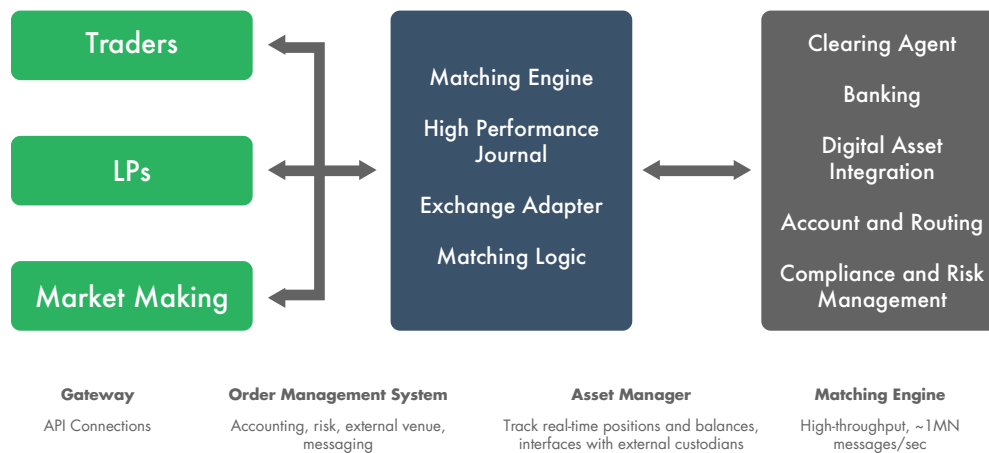 Traders
LPs
Market Making
Matching Engine
High Performance
Journal
Exchange Adapter
Matching Logic
Clearing Agent
Banking
Digital Asset
Integration
Account and Routing
Compliance and Risk
Management
Gateway
API Connections
Order Management System
Accounting, risk, external venue,
messaging
Asset Manager
Track real-time positions and balances,
interfaces with external custodians
Matching Engine
High-throughput, ~1MN
messages/sec